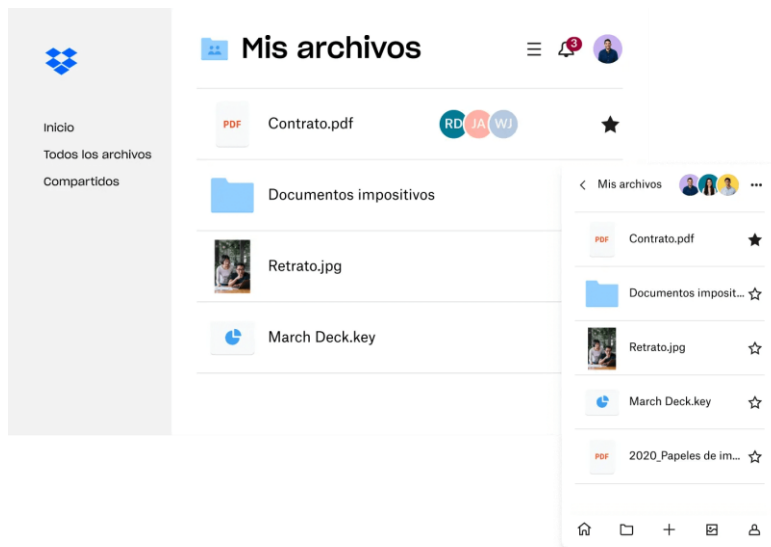 Mis archivos
3
Inicio
Todos los archivos
Compartidos
PDF
Contrato.pdf
RD
JA
WJ
Documentos impositivos
Retrato.jpg
March Deck.key
Mis archivos
PDF
Contrato.pdf
Documentos imposit...
Retrato.jpg
March Deck.key
PDF
2020_Papeles de im...